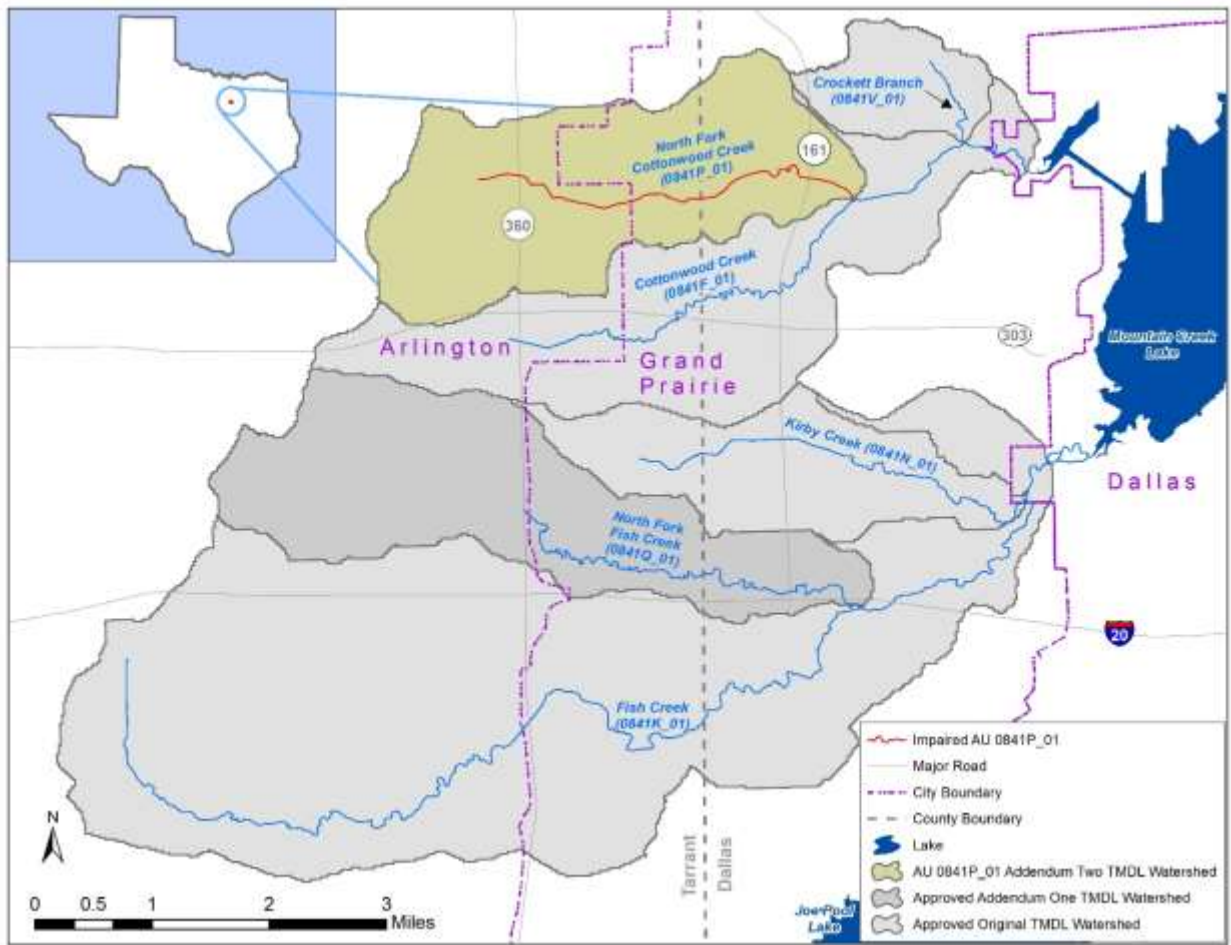 Crockett Branch
(0841V_01)
North Fork
Cottonwood Creek
(0841P_01)
161
360
Cottonwood Creek
(0841F_01)
303
Mountain Creek
Lake
Arlington
Grand
Prairie
Kirby Creek (0841N_01)
Dallas
North Fork
Fish Creek
(0841Q_01)
20
Fish Creek
(0841K_01)
Impaired AU 0841P_01
Major Road
City Boundary
County Boundary
Lake
AU 0841P_01 Addendum Two TMDL Watershed
Approved Addendum One TMDL Watershed
Approved Original TMDL Watershed
N
Tarrant
Dallas
0 0.5 1 2 3
Miles
Joe Pool
Lake